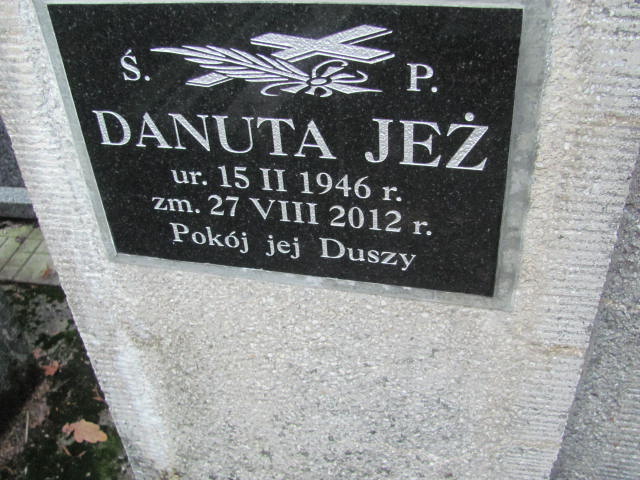 Ś. P.
DANUTA JEŻ
ur. 15 II 1946 r.
zm. 27 VIII 2012 r.
Pokój jej Duszy